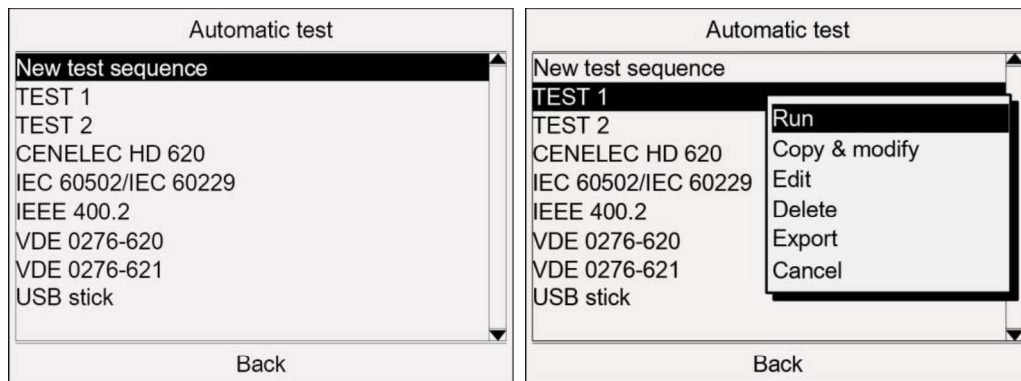 Automatic test
New test sequence
TEST 1
TEST 2
CENELEC HD 620
IEC 60502/IEC 60229
IEEE 400.2
VDE 0276-620
VDE 0276-621
USB stick
Back
Automatic test
New test sequence
TEST 1
TEST 2
CENELEC HD 620
IEC 60502/IEC 60229
IEEE 400.2
VDE 0276-620
VDE 0276-621
USB stick
Run
Copy & modify
Edit
Delete
Export
Cancel
Back